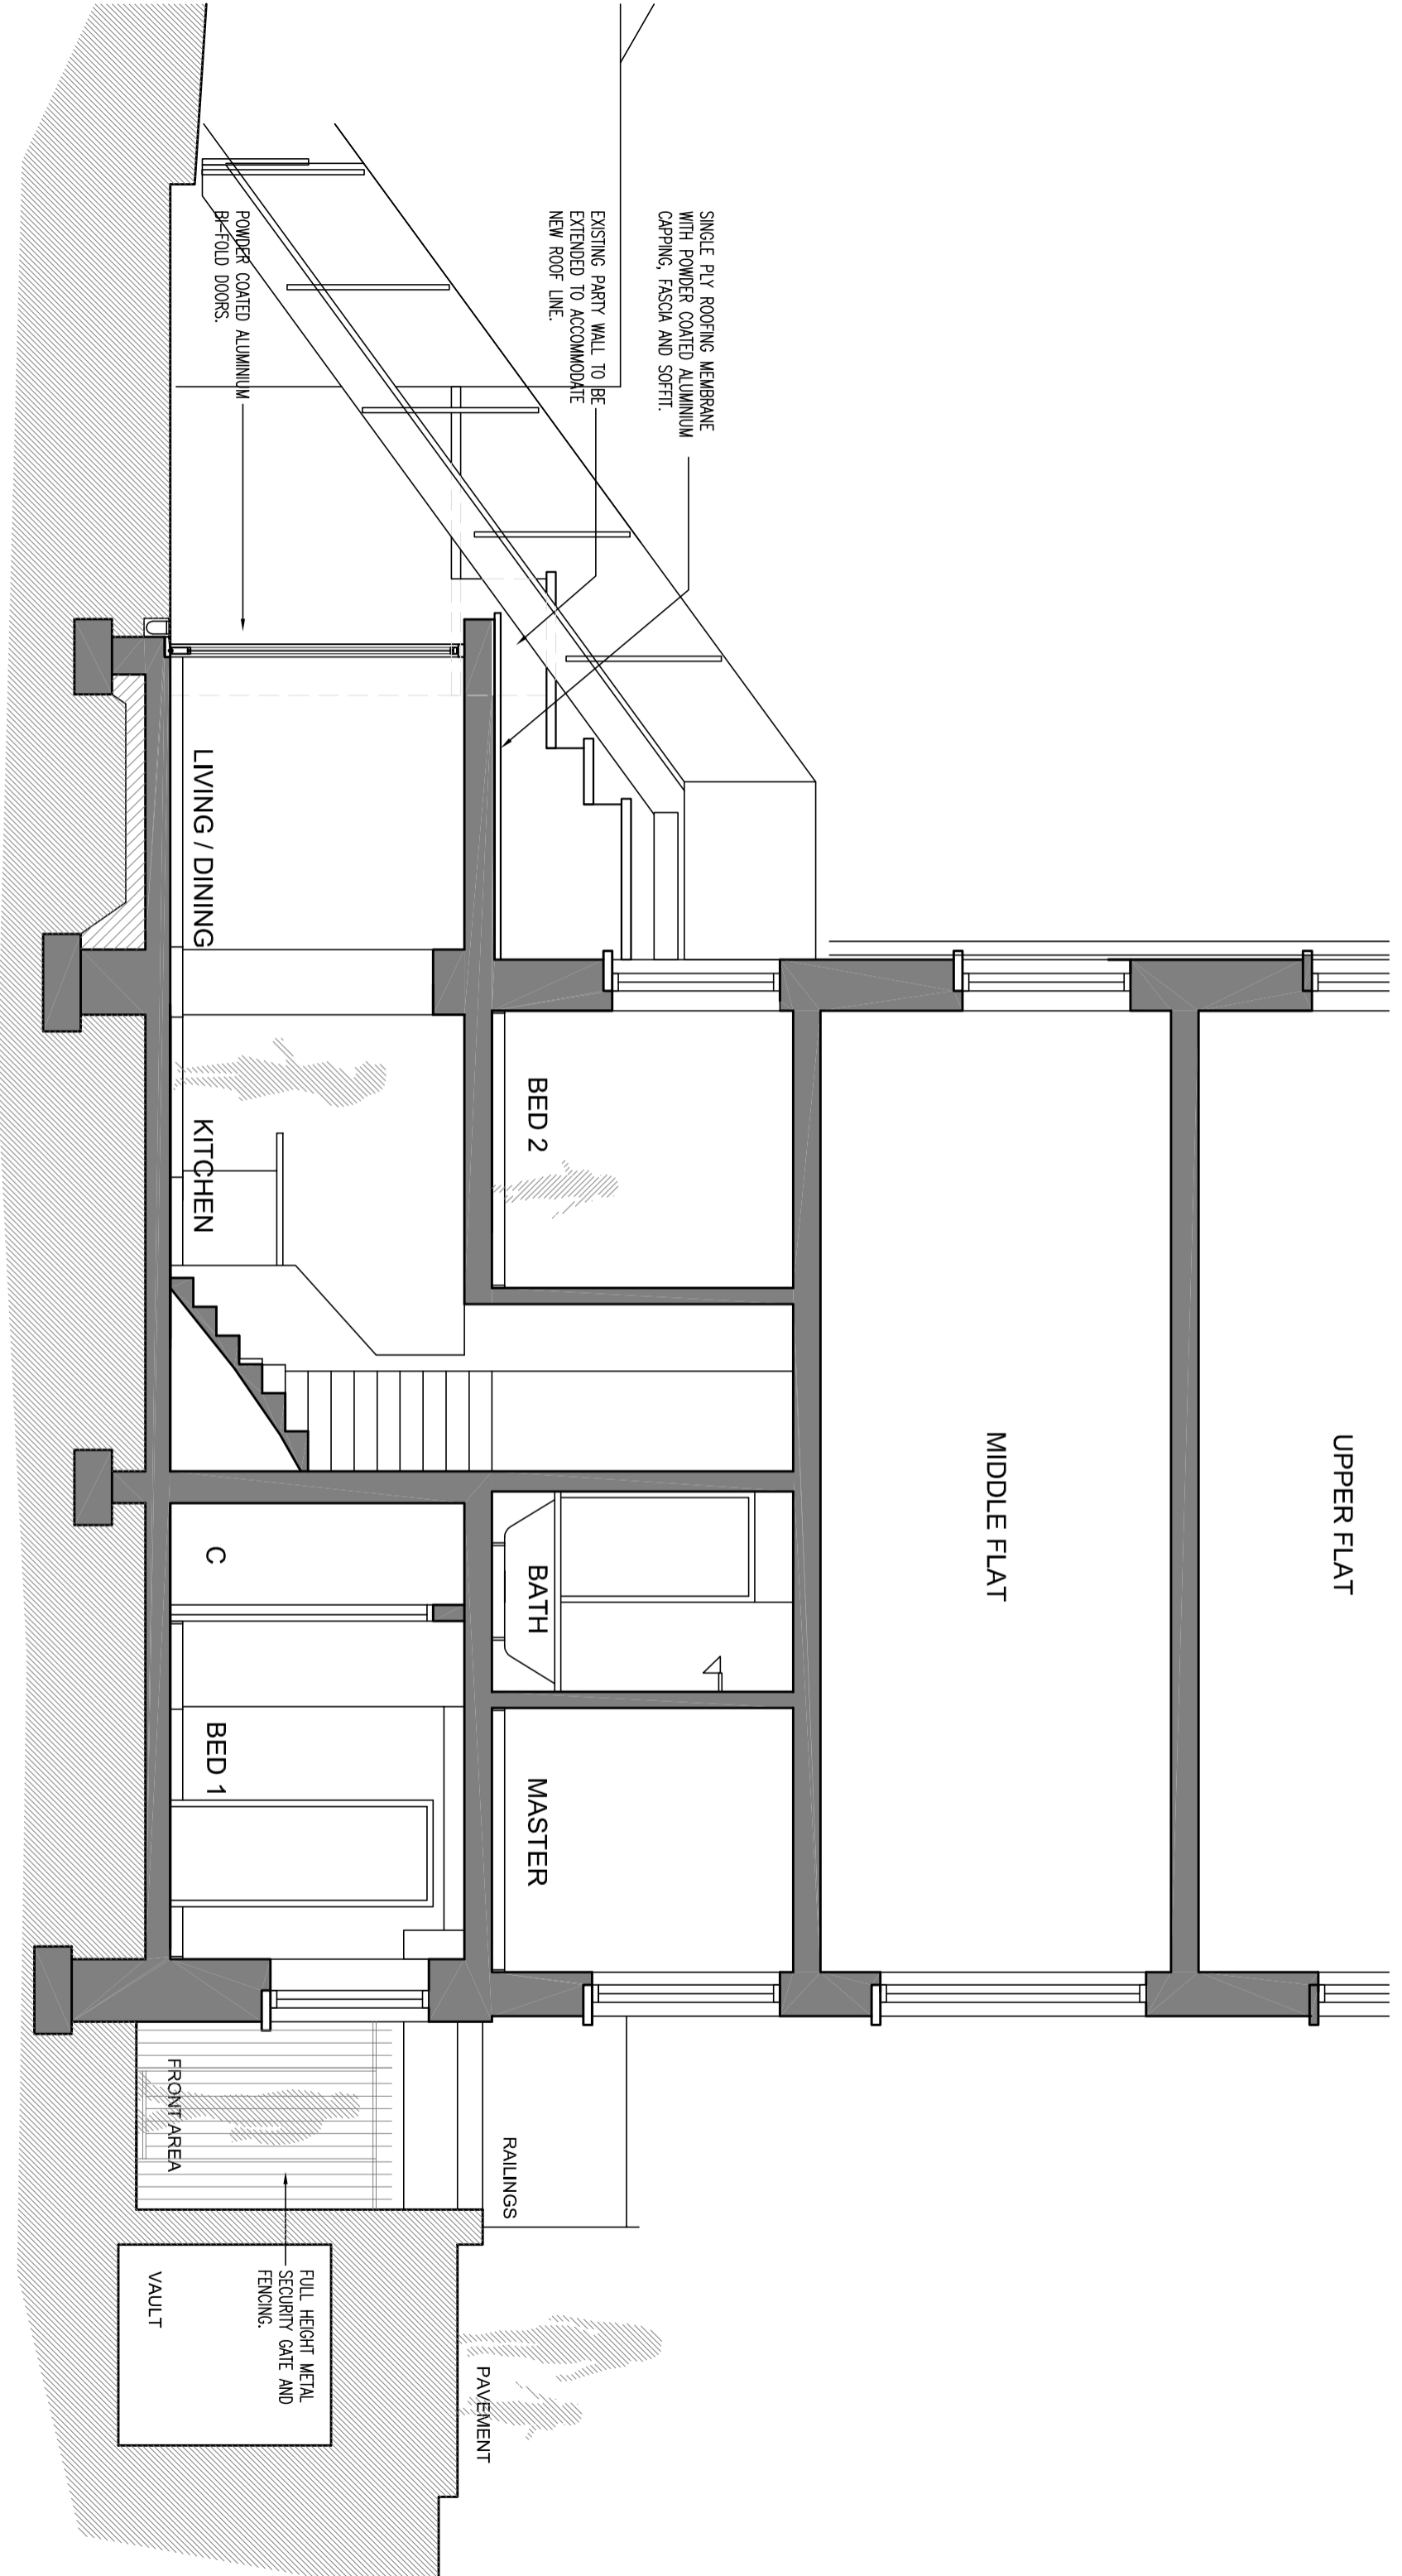 UPPER FLAT
MIDDLE FLAT
SINGLE PLY ROOFING MEMBRANE
WITH POWDER COATED ALUMINIUM
CAPPING, FASCIA AND SOFFIT.
EXISTING PARTY WALL TO BE
EXTENDED TO ACCOMMODATE
NEW ROOF LINE.
BED 2
BATH
MASTER
RAILINGS
PAVEMENT
POWDER COATED ALUMINIUM
BI-FOLD DOORS.
LIVING / DINING
KITCHEN
C
BED 1
FRONT AREA
FULL HEIGHT METAL
SECURITY GATE AND
FENCING.
VAULT